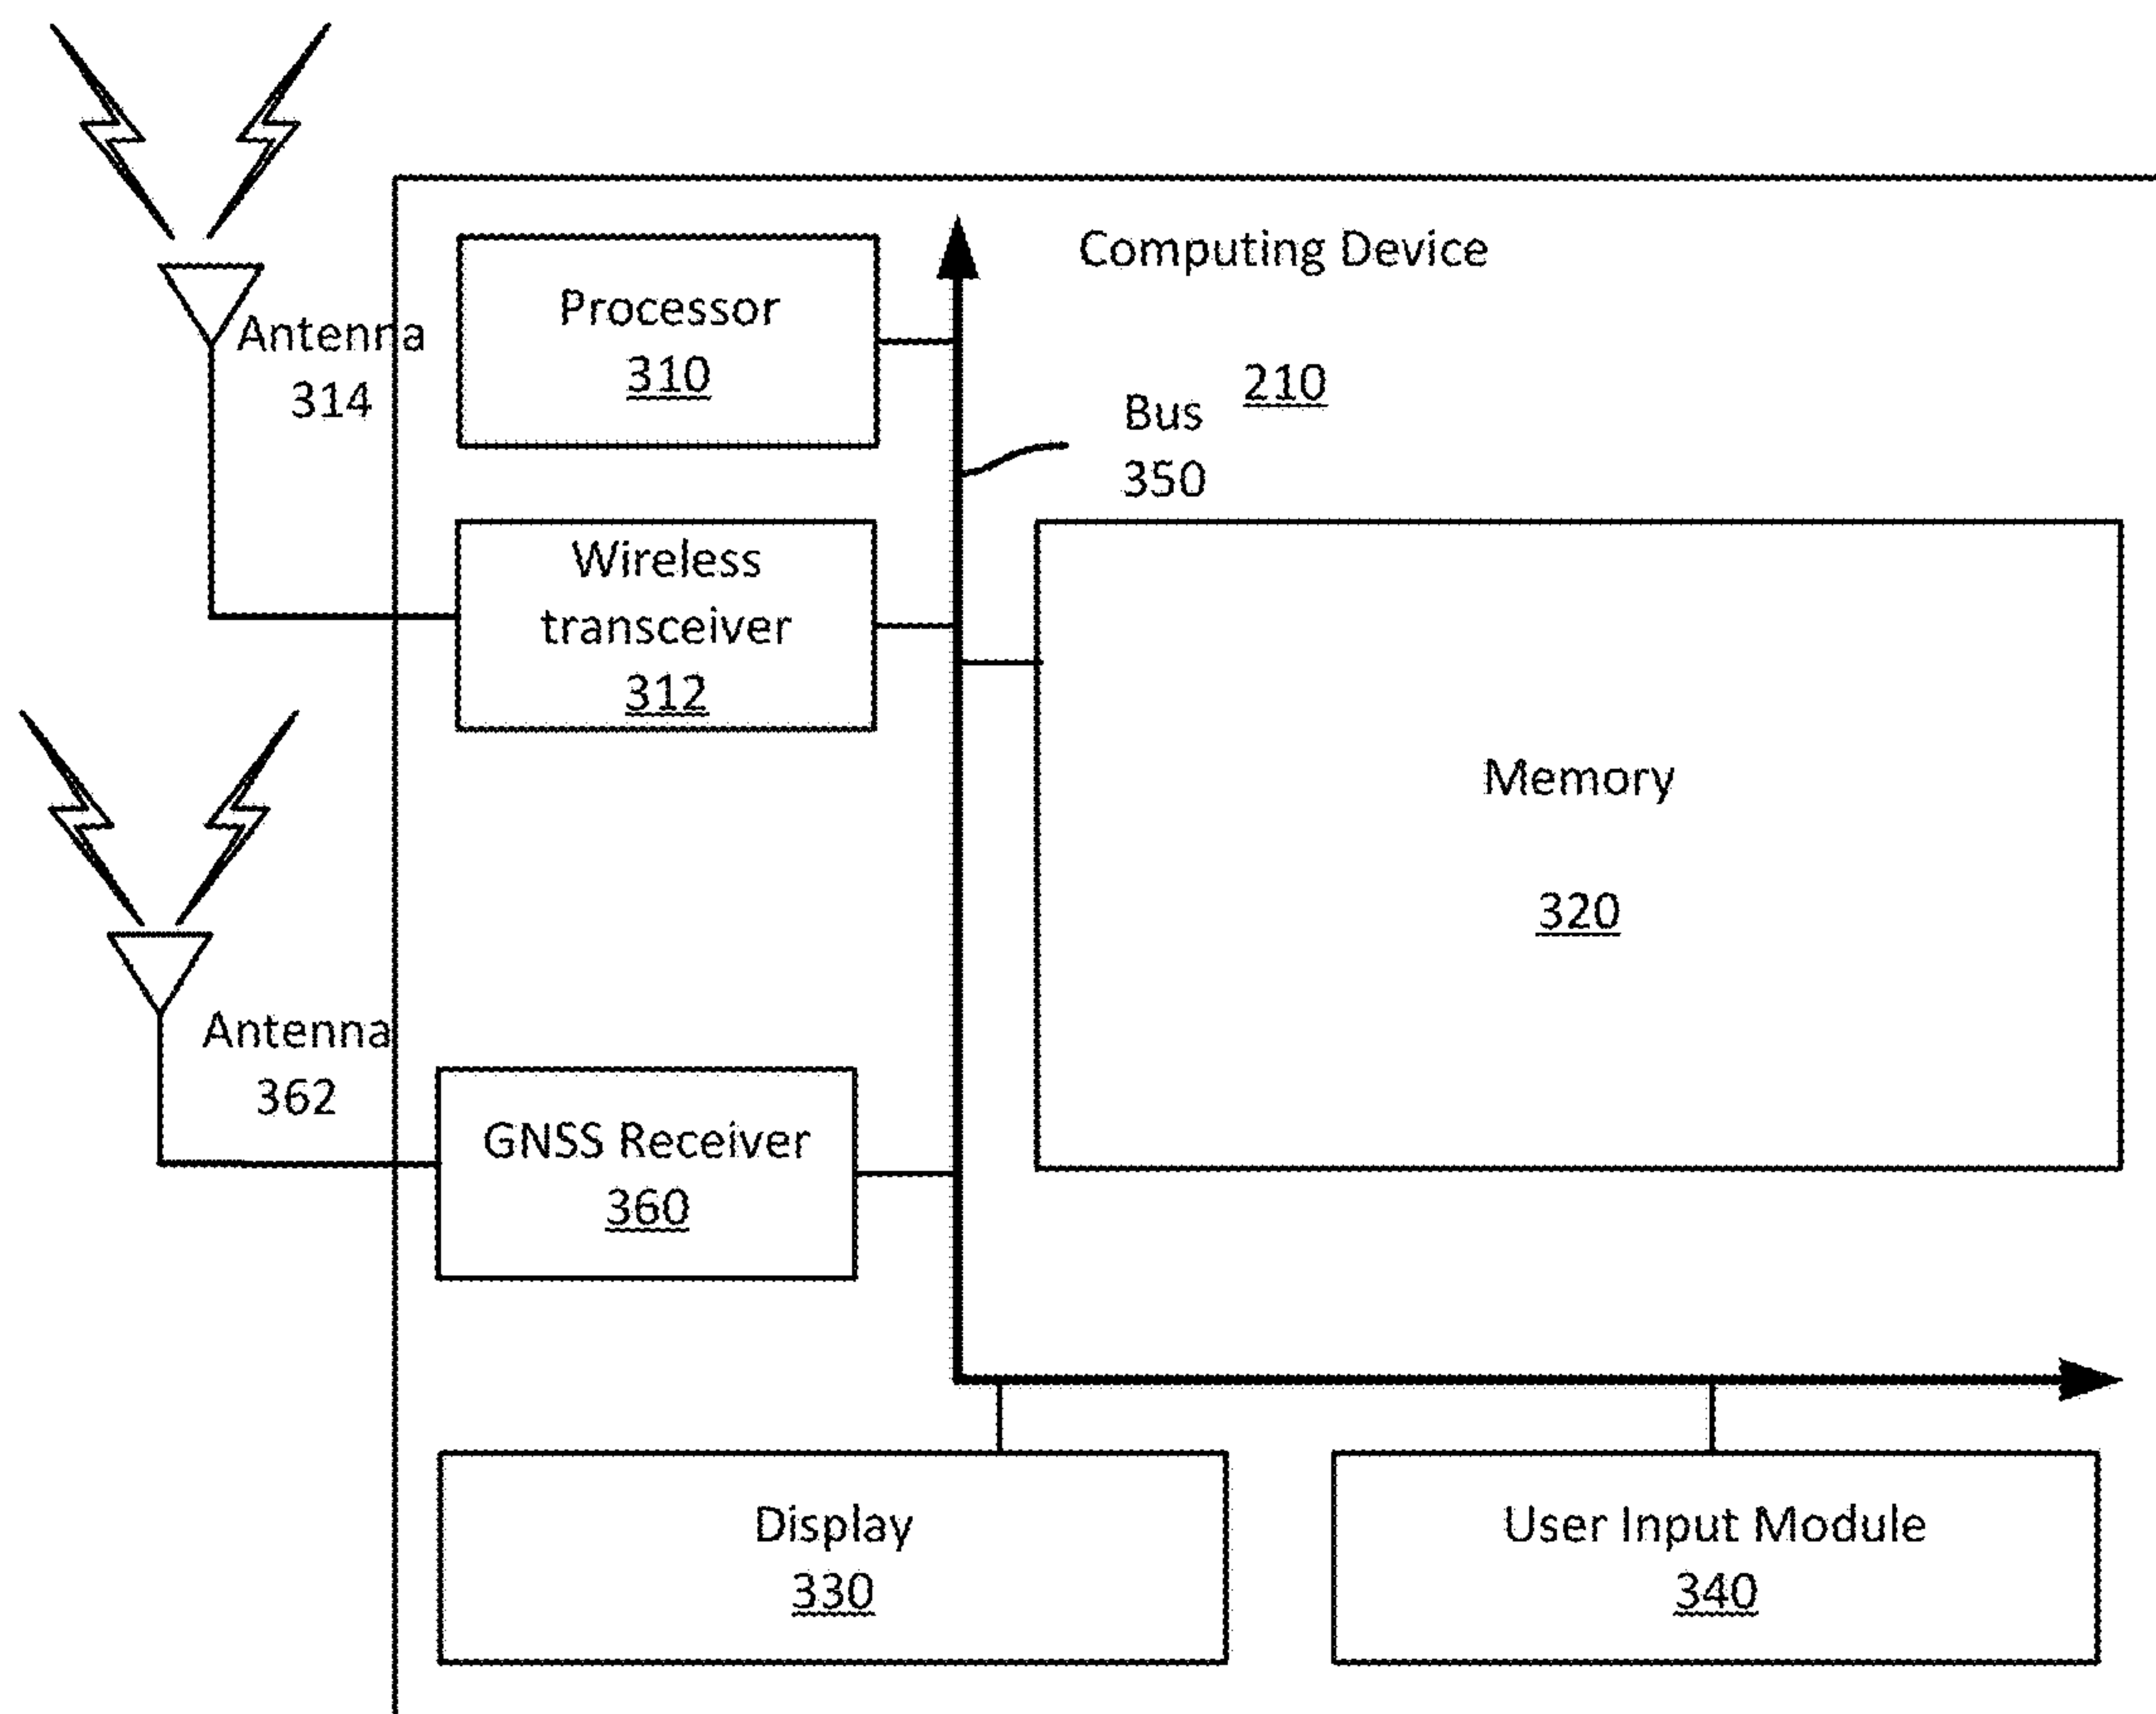 Computing Device
210
Processor
310
Antenna
314
Bus
350
Wireless
transceiver
312
Memory
320
Antenna
362
GNSS Receiver
360
Display
330
User Input Module
340